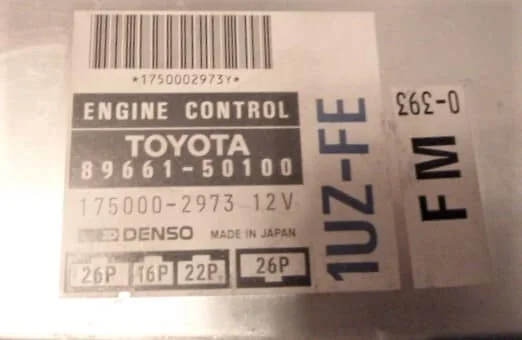 *1750002973Y*
ENGINE CONTROL
TOYOTA
89661-50100
175000-2973 12V
DENSO MADE IN JAPAN
26P 16P 22P 26P
1UZ-FE
FM
0-393